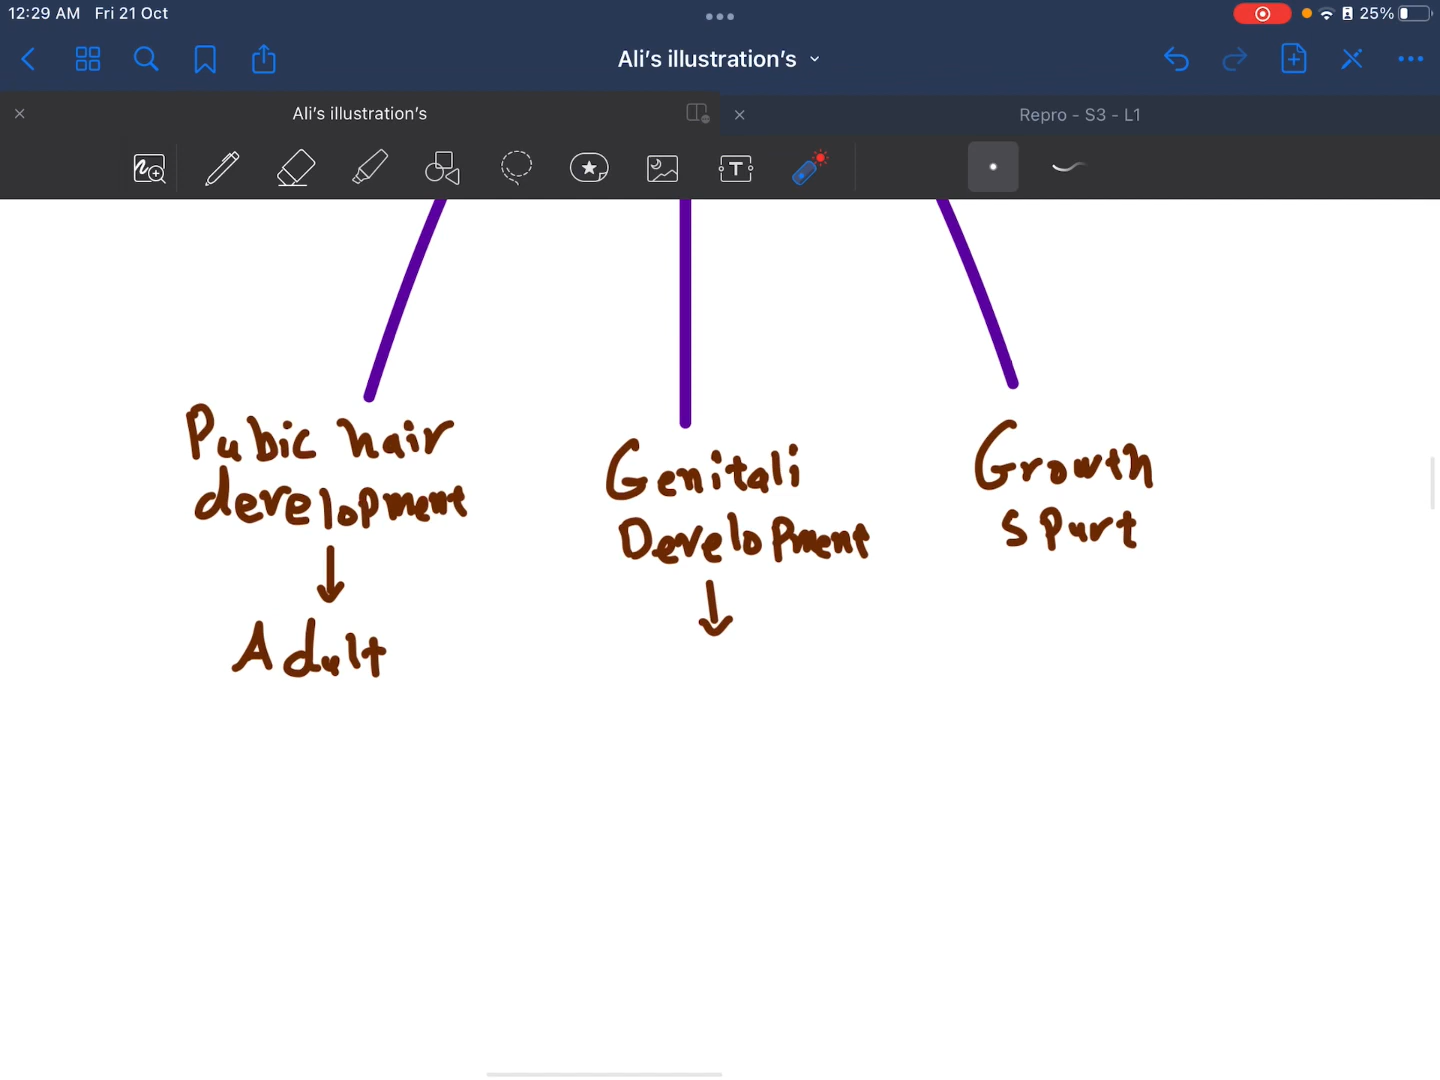 12:29 AM Fri 21 Oct
25%
Ali's illustration's
Ali's illustration's
Repro - S3 - L1
T
Pubic hair
development
Adult
Genitali
Development
Growth
spurt